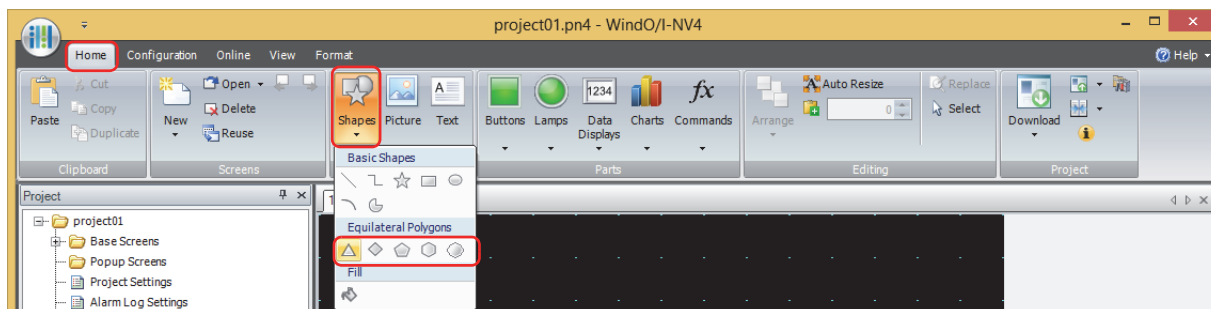 project01.pn4 - WindO/I-NV4
Home Configuration Online View Format Help
Paste
Cut
Copy
Duplicate
Clipboard
New
Open
Delete
Reuse
Screens
Shapes
Picture
Text
Buttons
Lamps
1234
Data
Displays
Charts
fx
Commands
Parts
Arrange
Auto Resize
0
Replace
Select
Editing
Download
Project
Basic Shapes
Equilateral Polygons
Fill
Project
project01
Base Screens
Popup Screens
Project Settings
Alarm Log Settings
1